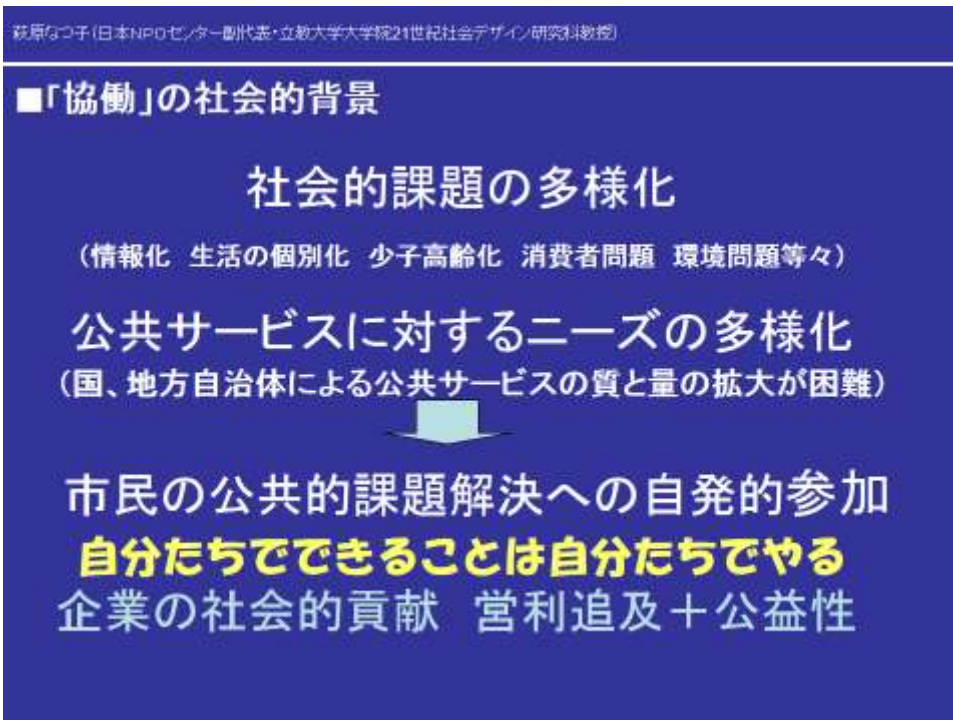 萩原なつ子(日本NPOセンター副代表・立教大学大学院21世紀社会デザイン研究科教授)
■「協働」の社会的背景
社会的課題の多様化
(情報化 生活の個別化 少子高齢化 消費者問題 環境問題等々)
公共サービスに対するニーズの多様化
(国、地方自治体による公共サービスの質と量の拡大が困難)
市民の公共的課題解決への自発的参加
自分たちでできることは自分たちでやる
企業の社会的貢献 営利追及+公益性